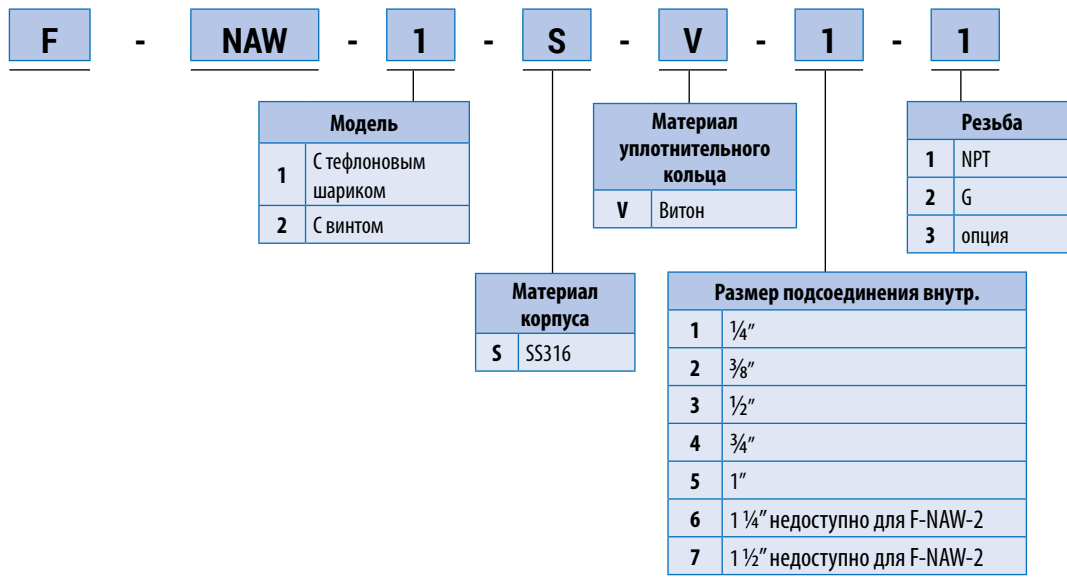 F - NAW - 1 - S - V - 1 - 1
Модель
1 С тефлоновым шариком
2 С винтом
Материал
уплотнительного
кольца
V Витон
Резьба
1 NPT
2 G
3 опция
Материал
корпуса
S SS316
Размер подсоединения внутр.
1 ¼″
2 ⅜″
3 ½″
4 ¾″
5 1″
6 1 ¼″ недоступно для F-NAW-2
7 1 ½″ недоступно для F-NAW-2